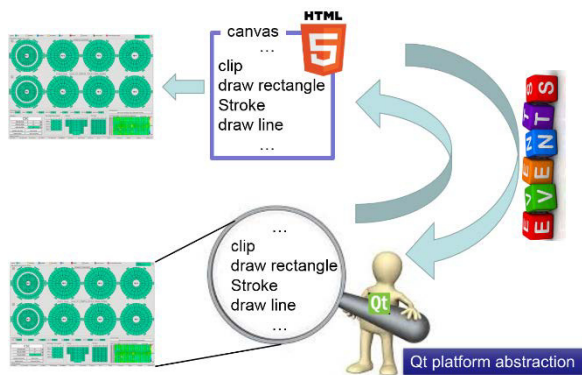 HTML
5
canvas
...
clip
draw rectangle
Stroke
draw line
...
EVENTS
...
clip
draw rectangle
Stroke
draw line
...
Qt
Qt platform abstraction